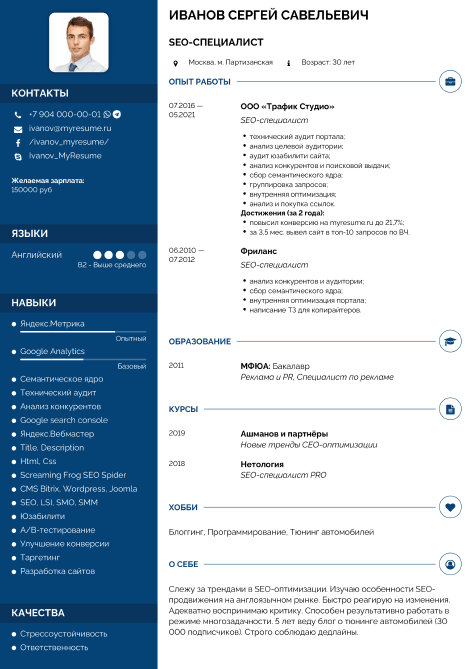 ИВАНОВ СЕРГЕЙ САВЕЛЬЕВИЧ
SEO-СПЕЦИАЛИСТ
Москва, м. Партизанская
Возраст: 30 лет
КОНТАКТЫ
+7 904 000-00-01
ivanov@myresume.ru
/ivanov_myresume/
Ivanov_MyResume
Желаемая зарплата:
150000 руб
ЯЗЫКИ
Английский
B2 - Выше среднего
НАВЫКИ
Яндекс.Метрика
Опытный
Google Analytics
Базовый
Семантическое ядро
Технический аудит
Анализ конкурентов
Google search console
Яндекс.Вебмастер
Title, Description
Html, Css
Screaming Frog SEO Spider
CMS Bitrix, Wordpress, Joomla
SEO, LSI, SMO, SMM
Юзабилити
A/B-тестирование
Улучшение конверсии
Таргетинг
Разработка сайтов
КАЧЕСТВА
Стрессоустойчивость
Ответственность
ОПЫТ РАБОТЫ
07.2016 —
05.2021
ООО «Трафик Студио»
SEO-специалист
технический аудит портала;
анализ целевой аудитории;
аудит юзабилити сайта;
анализ конкурентов и поисковой выдачи;
сбор семантического ядра;
группировка запросов;
внутренняя оптимизация;
анализ и покупка ссылок.
Достижения (за 2 года):
повысил конверсию на myresume.ru до 21,7%;
за 3,5 мес. вывел сайт в топ-10 запросов по ВЧ.
06.2010 —
07.2012
Фриланс
SEO-специалист
анализ конкурентов и аудитории;
сбор семантического ядра;
внутренняя оптимизация портала;
написание ТЗ для копирайтеров.
ОБРАЗОВАНИЕ
2011
МФЮА: Бакалавр
Реклама и PR, Специалист по рекламе
КУРСЫ
2019
Ашманов и партнёры
Новые тренды СЕО-оптимизации
2018
Нетология
SEO-специалист PRO
ХОББИ
Блоггинг, Программирование, Тюнинг автомобилей
О СЕБЕ
Слежу за трендами в SEO-оптимизации. Изучаю особенности SEO-
продвижения на англоязычном рынке. Быстро реагирую на изменения.
Адекватно воспринимаю критику. Способен результативно работать в
режиме многозадачности. 5 лет веду блог о тюнинге автомобилей (30
000 подписчиков). Строго соблюдаю дедлайны.